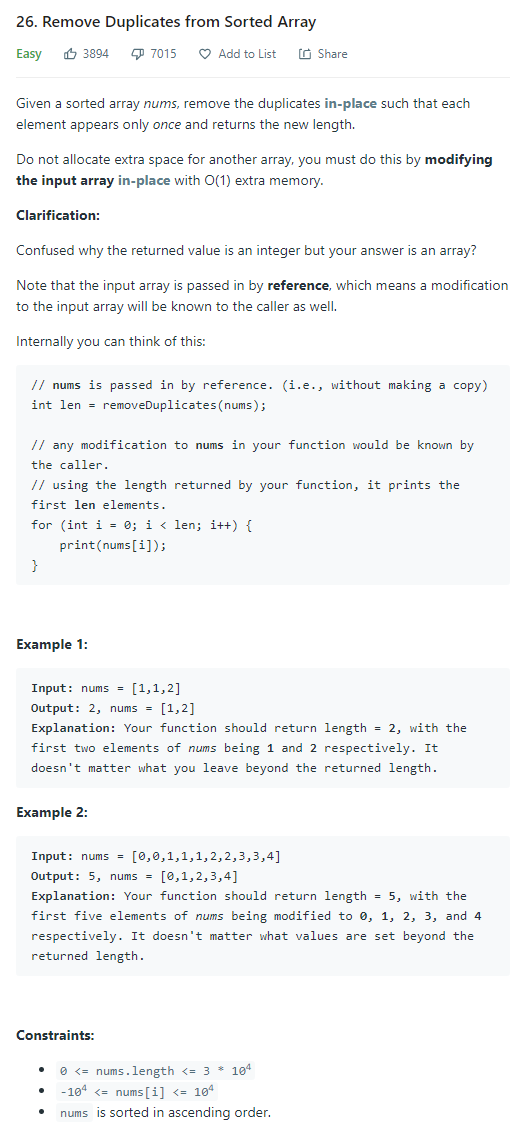 26. Remove Duplicates from Sorted Array
Easy 3894 7015 Add to List Share
Given a sorted array nums, remove the duplicates in-place such that each
element appears only once and returns the new length.
Do not allocate extra space for another array, you must do this by modifying
the input array in-place with O(1) extra memory.
Clarification:
Confused why the returned value is an integer but your answer is an array?
Note that the input array is passed in by reference, which means a modification
to the input array will be known to the caller as well.
Internally you can think of this:
// nums is passed in by reference. (i.e., without making a copy)
int len = removeDuplicates(nums);
// any modification to nums in your function would be known by
the caller.
// using the length returned by your function, it prints the
first len elements.
for (int i = 0; i < len; i++) {
    print(nums[i]);
}
Example 1:
Input: nums = [1,1,2]
Output: 2, nums = [1,2]
Explanation: Your function should return length = 2, with the
first two elements of nums being 1 and 2 respectively. It
doesn't matter what you leave beyond the returned length.
Example 2:
Input: nums = [0,0,1,1,1,2,2,3,3,4]
Output: 5, nums = [0,1,2,3,4]
Explanation: Your function should return length = 5, with the
first five elements of nums being modified to 0, 1, 2, 3, and 4
respectively. It doesn't matter what values are set beyond the
returned length.
Constraints:
• 0 <= nums.length <= 3 * 10⁴
• -10⁴ <= nums[i] <= 10⁴
• nums is sorted in ascending order.